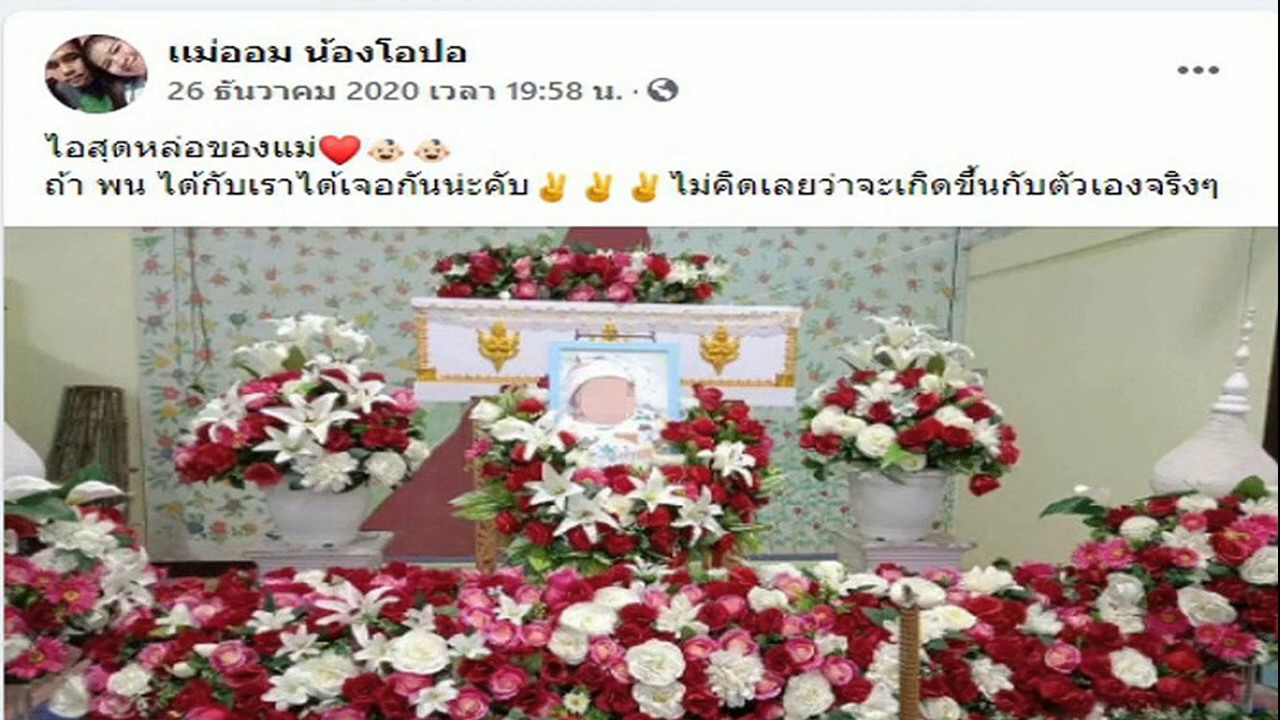 แม่ออม น้องโอปอ
26 ธันวาคม 2020 เวลา 19:58 น. ·
ไอสุดหล่อของแม่❤️👶🏻👶🏻
ถ้า พน ได้กับเราได้เจอกันน่ะคับ✌️✌️✌️ไม่คิดเลยว่าจะเกิดขึ้นกับตัวเองจริงๆ